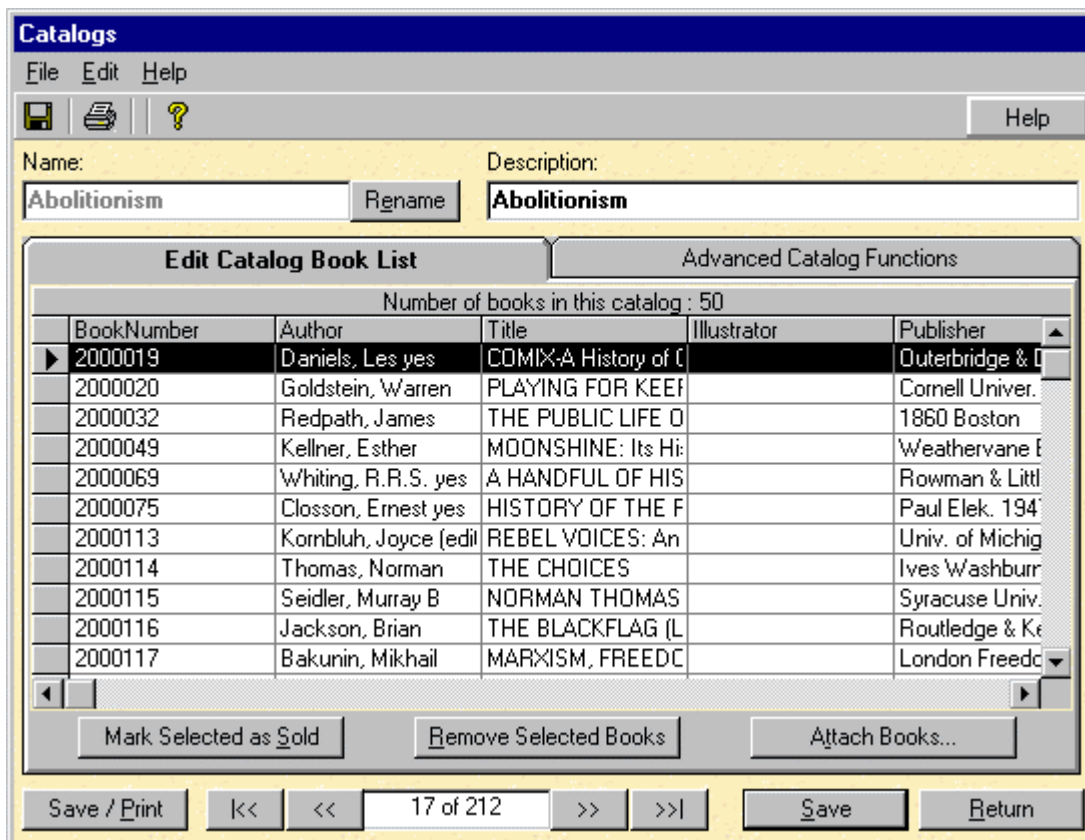 Catalogs
File Edit Help
Help
Name: Description:
Abolitionism Rename Abolitionism
Edit Catalog Book List Advanced Catalog Functions
Number of books in this catalog : 50
BookNumber Author Title Illustrator Publisher
2000019 Daniels, Les yes COMIX-A History of Outerbridge &
2000020 Goldstein, Warren PLAYING FOR KEEP Cornell Univer.
2000032 Redpath, James THE PUBLIC LIFE O 1860 Boston
2000049 Kellner, Esther MOONSHINE: Its His Weathervane
2000069 Whiting, R.R.S. yes A HANDFUL OF HIS Rowman & Littl
2000075 Closson, Ernest yes HISTORY OF THE Paul Elek. 1947
2000113 Kornbluh, Joyce (edi REBEL VOICES: An Univ. of Michig
2000114 Thomas, Norman THE CHOICES Ives Washburn
2000115 Seidler, Murray B NORMAN THOMAS Syracuse Univ.
2000116 Jackson, Brian THE BLACKFLAG (L Routledge & Ke
2000117 Bakunin, Mikhail MARXISM, FREEDO London Freedo
Mark Selected as Sold Remove Selected Books Attach Books...
Save / Print |<< << 17 of 212 >> >>| Save Return